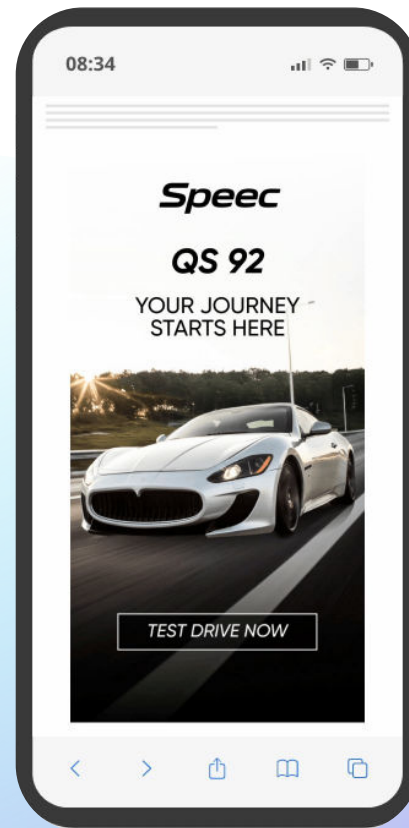 08:34
Speec
QS 92
YOUR JOURNEY
STARTS HERE
TEST DRIVE NOW